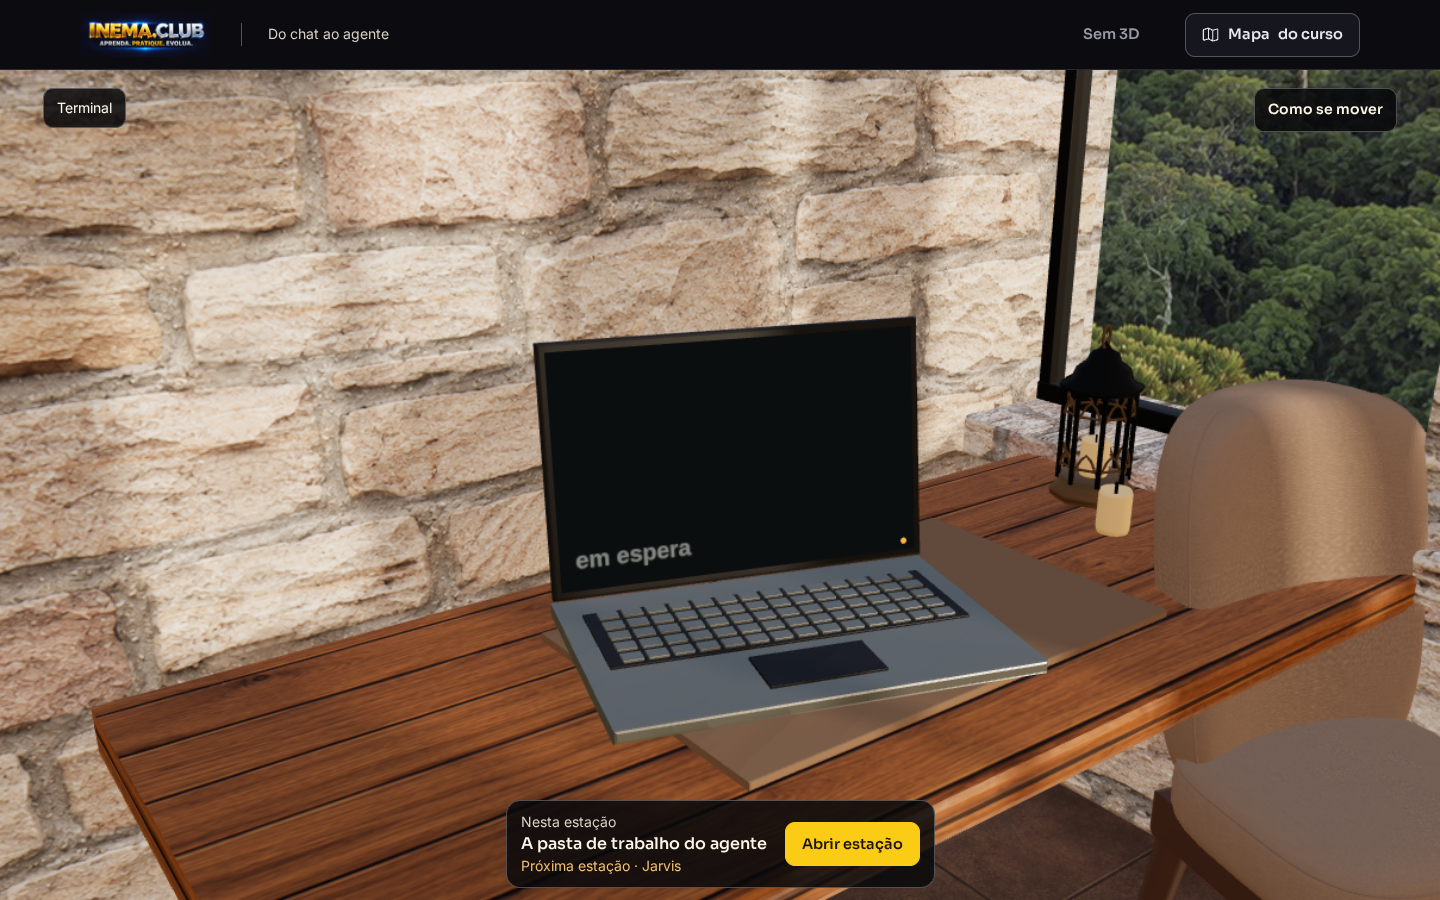 INEMA.CLUB
APRENDA. PRATIQUE. EVOLUA.
Do chat ao agente
Sem 3D
Mapa do curso
Terminal
Como se mover
em espera
Nesta estação
A pasta de trabalho do agente
Próxima estação · Jarvis
Abrir estação